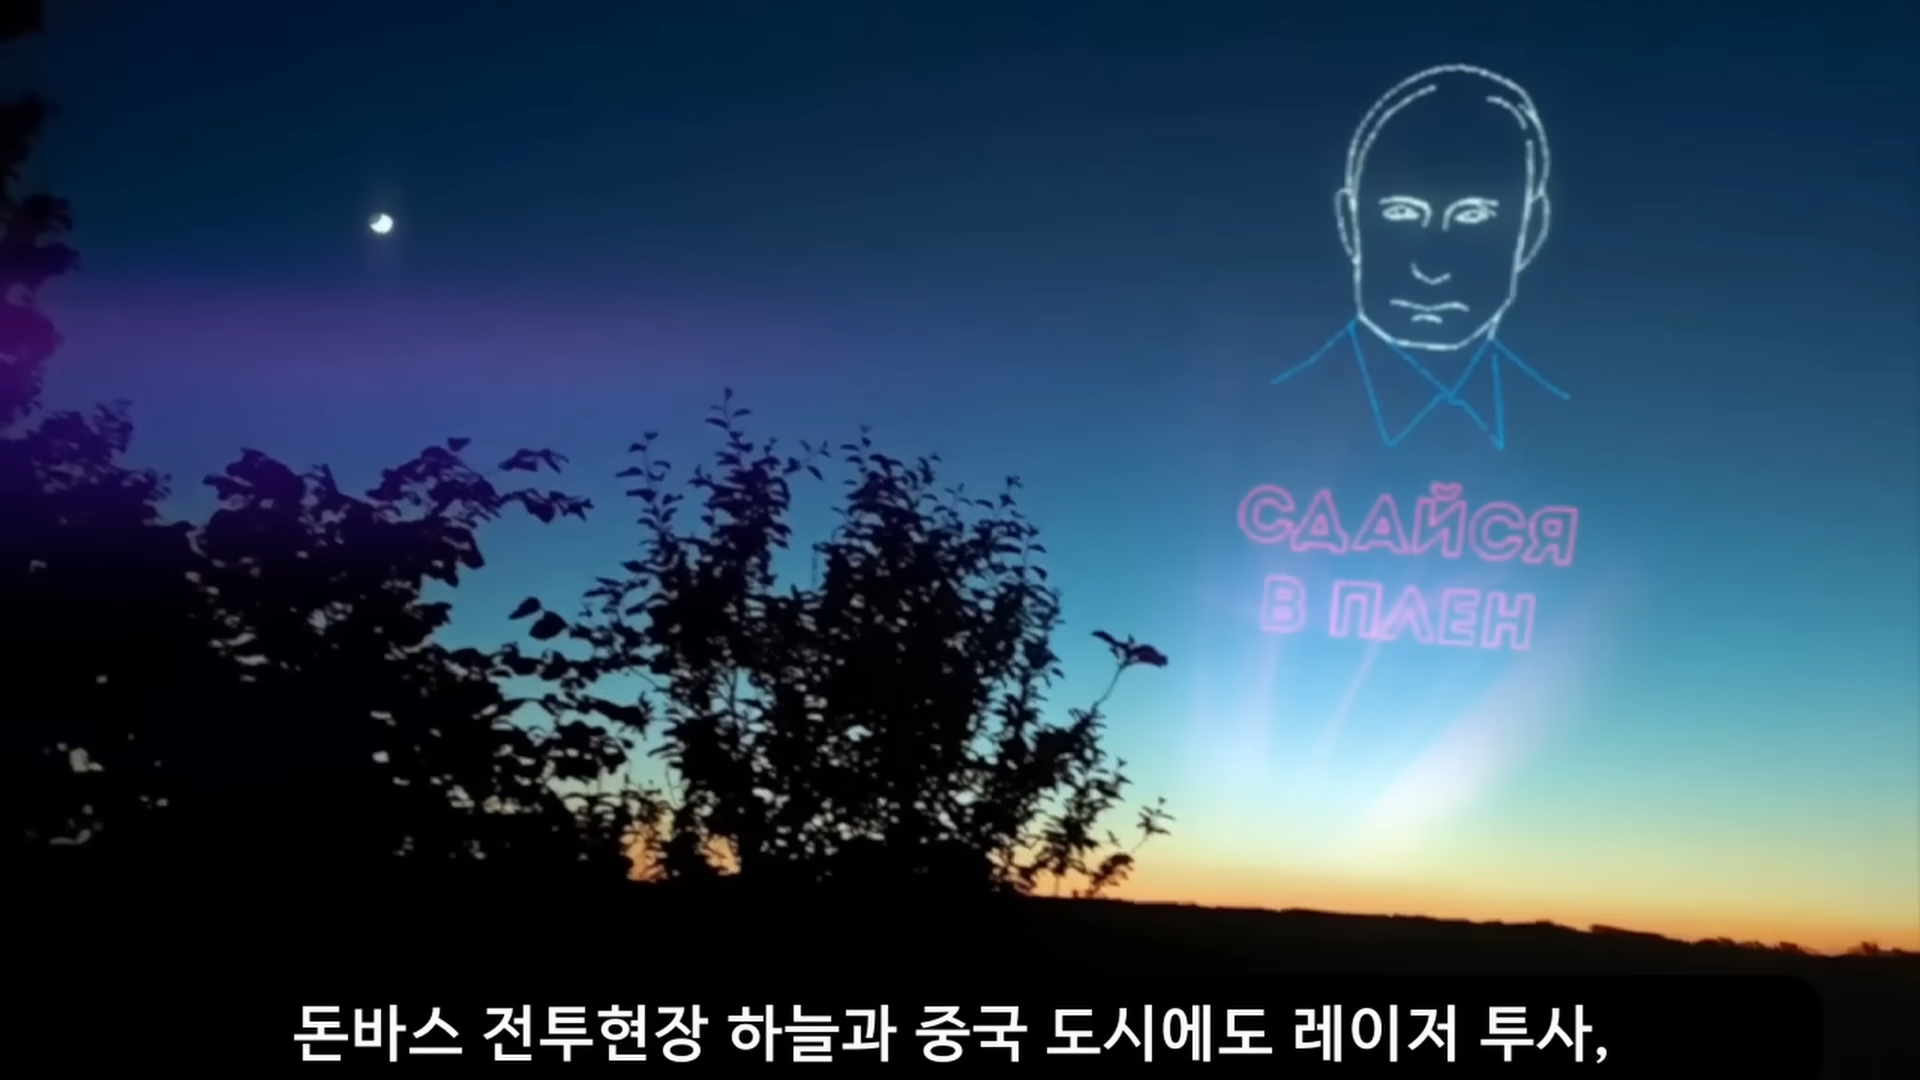 СДАЙСЯ
В ПЛЕН
돈바스 전투현장 하늘과 중국 도시에도 레이저 투사,